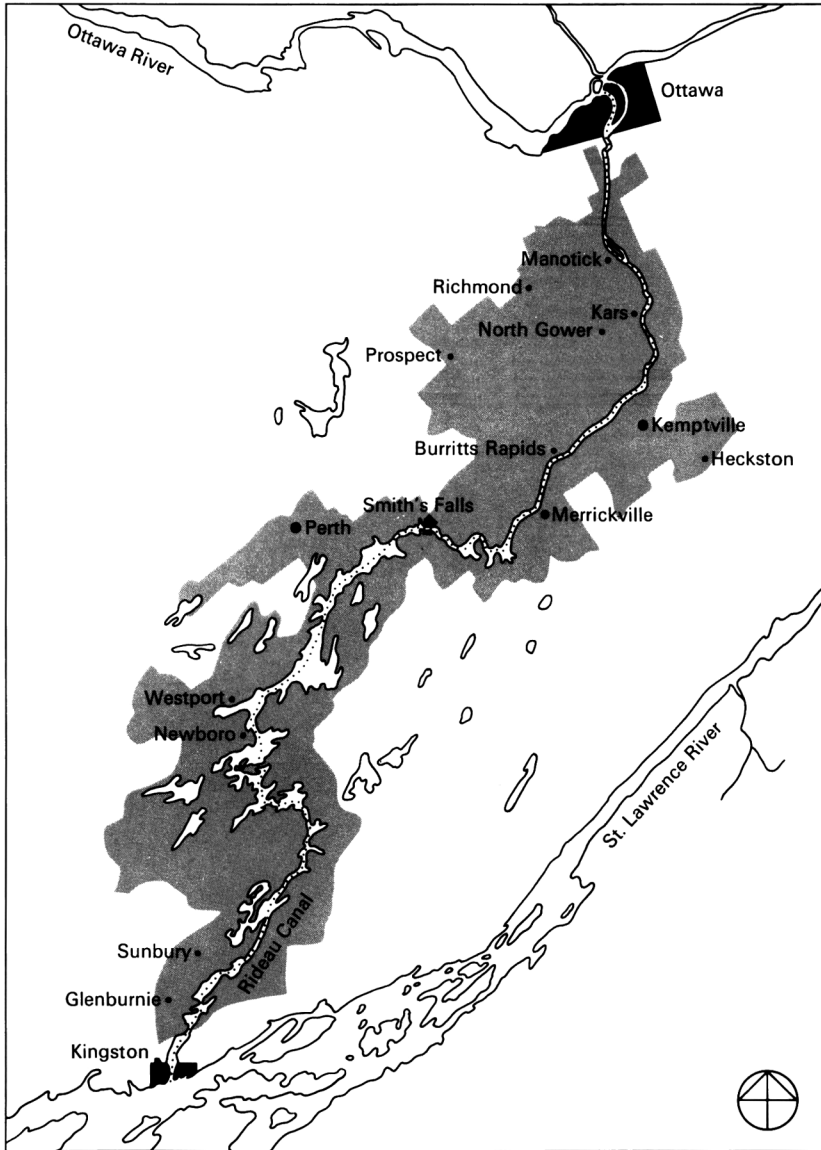 Ottawa River
Ottawa
Manotick
Richmond
Kars
North Gower
Prospect
Kemptville
Burritts Rapids
Heckston
Smith's Falls
Merrickville
Perth
Westport
Newboro
St. Lawrence River
Rideau Canal
Sunbury
Glenburnie
Kingston